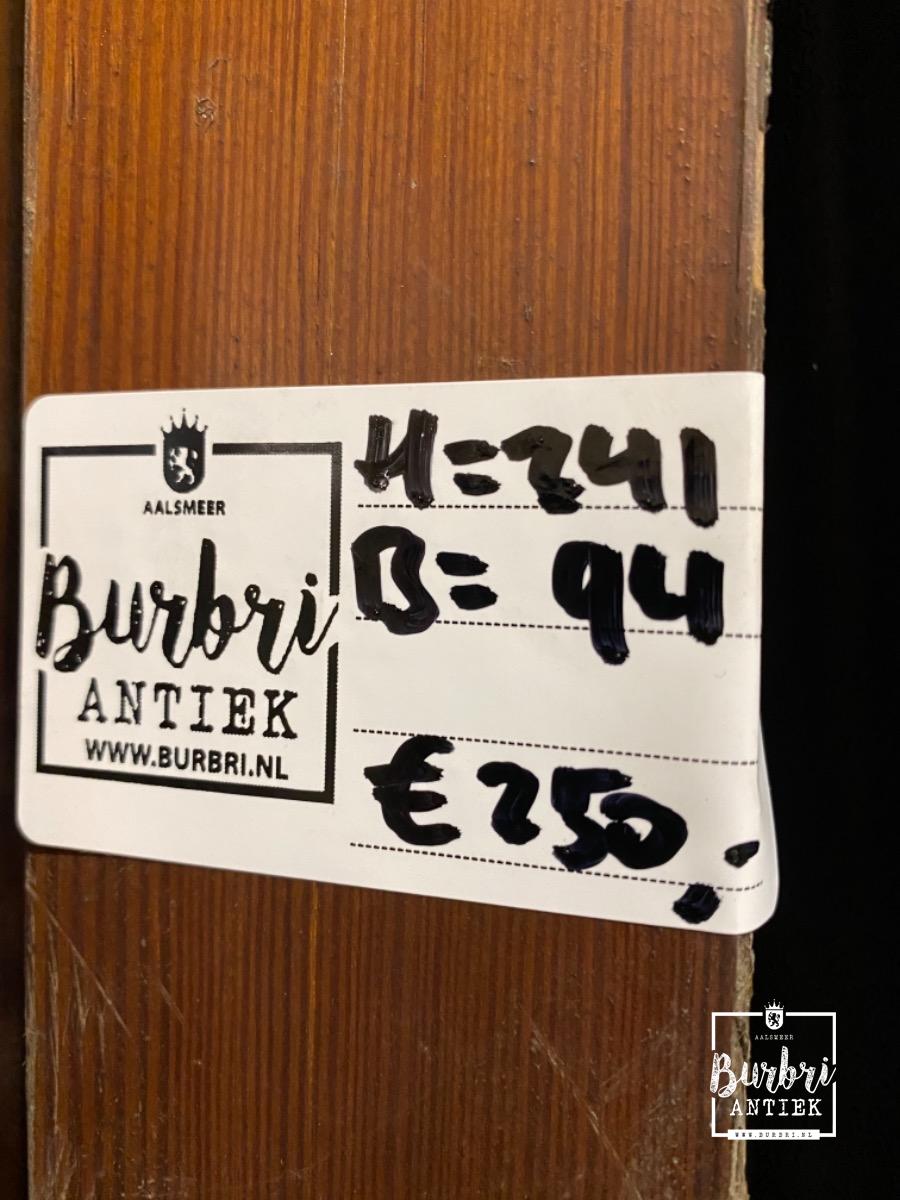 AALSMEER
Burbri
ANTIEK
WWW.BURBRI.NL
H=241
B= 94
€ 250,-
AALSMEER
Burbri
ANTIEK
WWW.BURBRI.NL